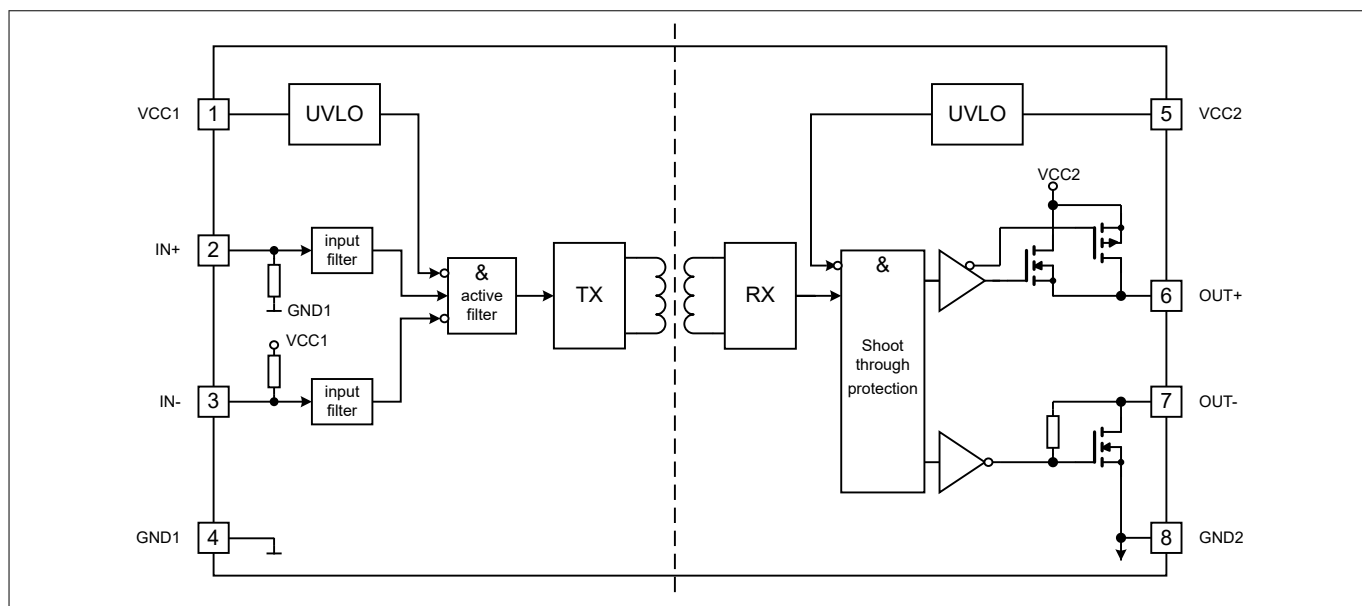 VCC1
1
UVLO
UVLO
5
VCC2
VCC2
IN+
2
input
filter
GND1
&
active
filter
TX
RX
&
Shoot
through
protection
6
OUT+
VCC1
IN-
3
input
filter
7
OUT-
GND1
4
8
GND2